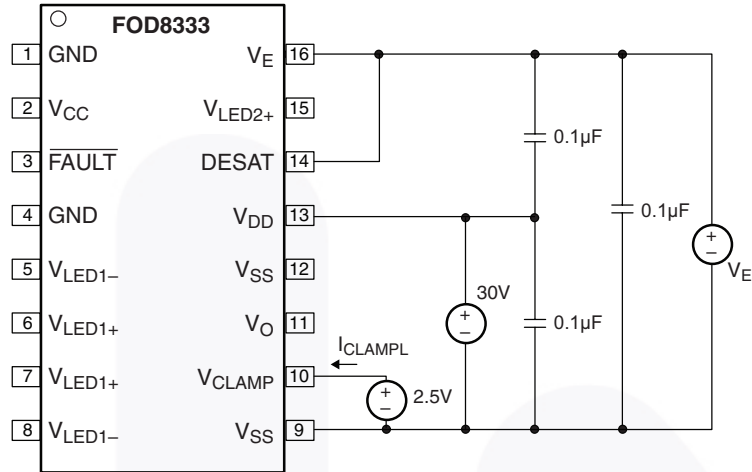 FOD8333
1 GND
2 VCC
3 FAULT
4 GND
5 VLED1–
6 VLED1+
7 VLED1+
8 VLED1–
VE 16
VLED2+ 15
DESAT 14
VDD 13
VSS 12
VO 11
VCLAMP 10
VSS 9
0.1µF
0.1µF
0.1µF
30V
+
–
ICLAMPL
+
–
2.5V
+
–
VE